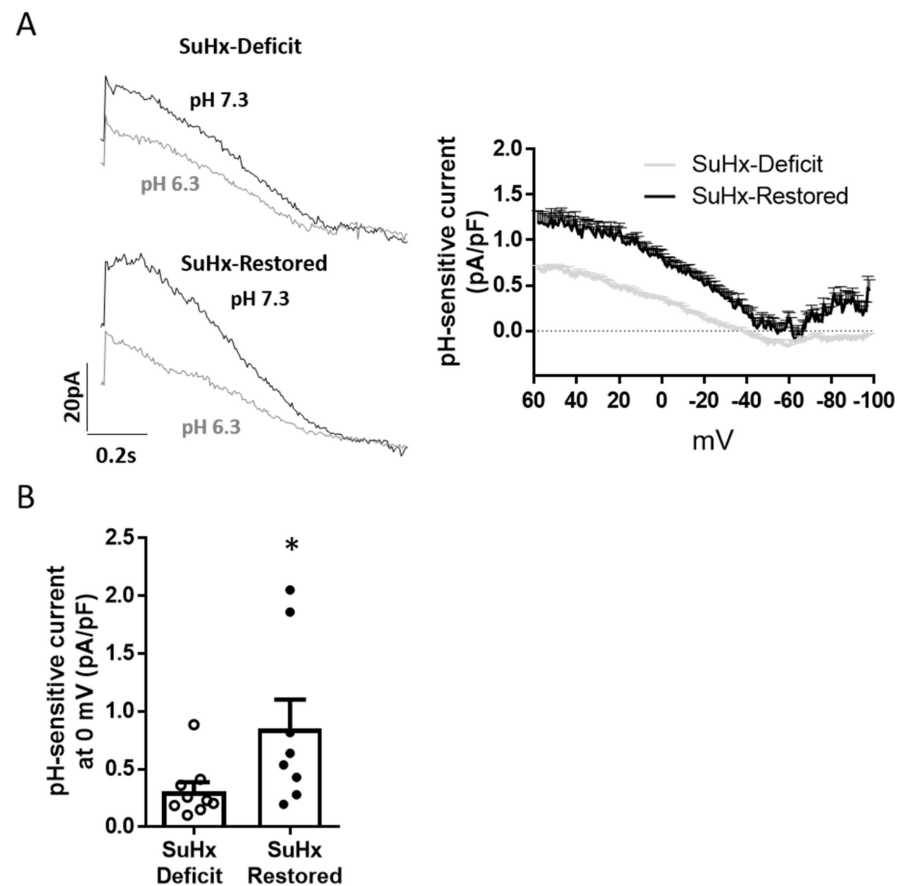 A
SuHx-Deficit
pH 7.3
pH 6.3
SuHx-Restored
pH 7.3
pH 6.3
20pA
0.2s
pH-sensitive current
(pA/pF)
2.0
1.5
1.0
0.5
0.0
SuHx-Deficit
SuHx-Restored
60 40 20 0 -20 -40 -60 -80 -100
mV
B
pH-sensitive current
at 0 mV (pA/pF)
2.5
2.0
1.5
1.0
0.5
0.0
*
SuHx
Deficit
SuHx
Restored